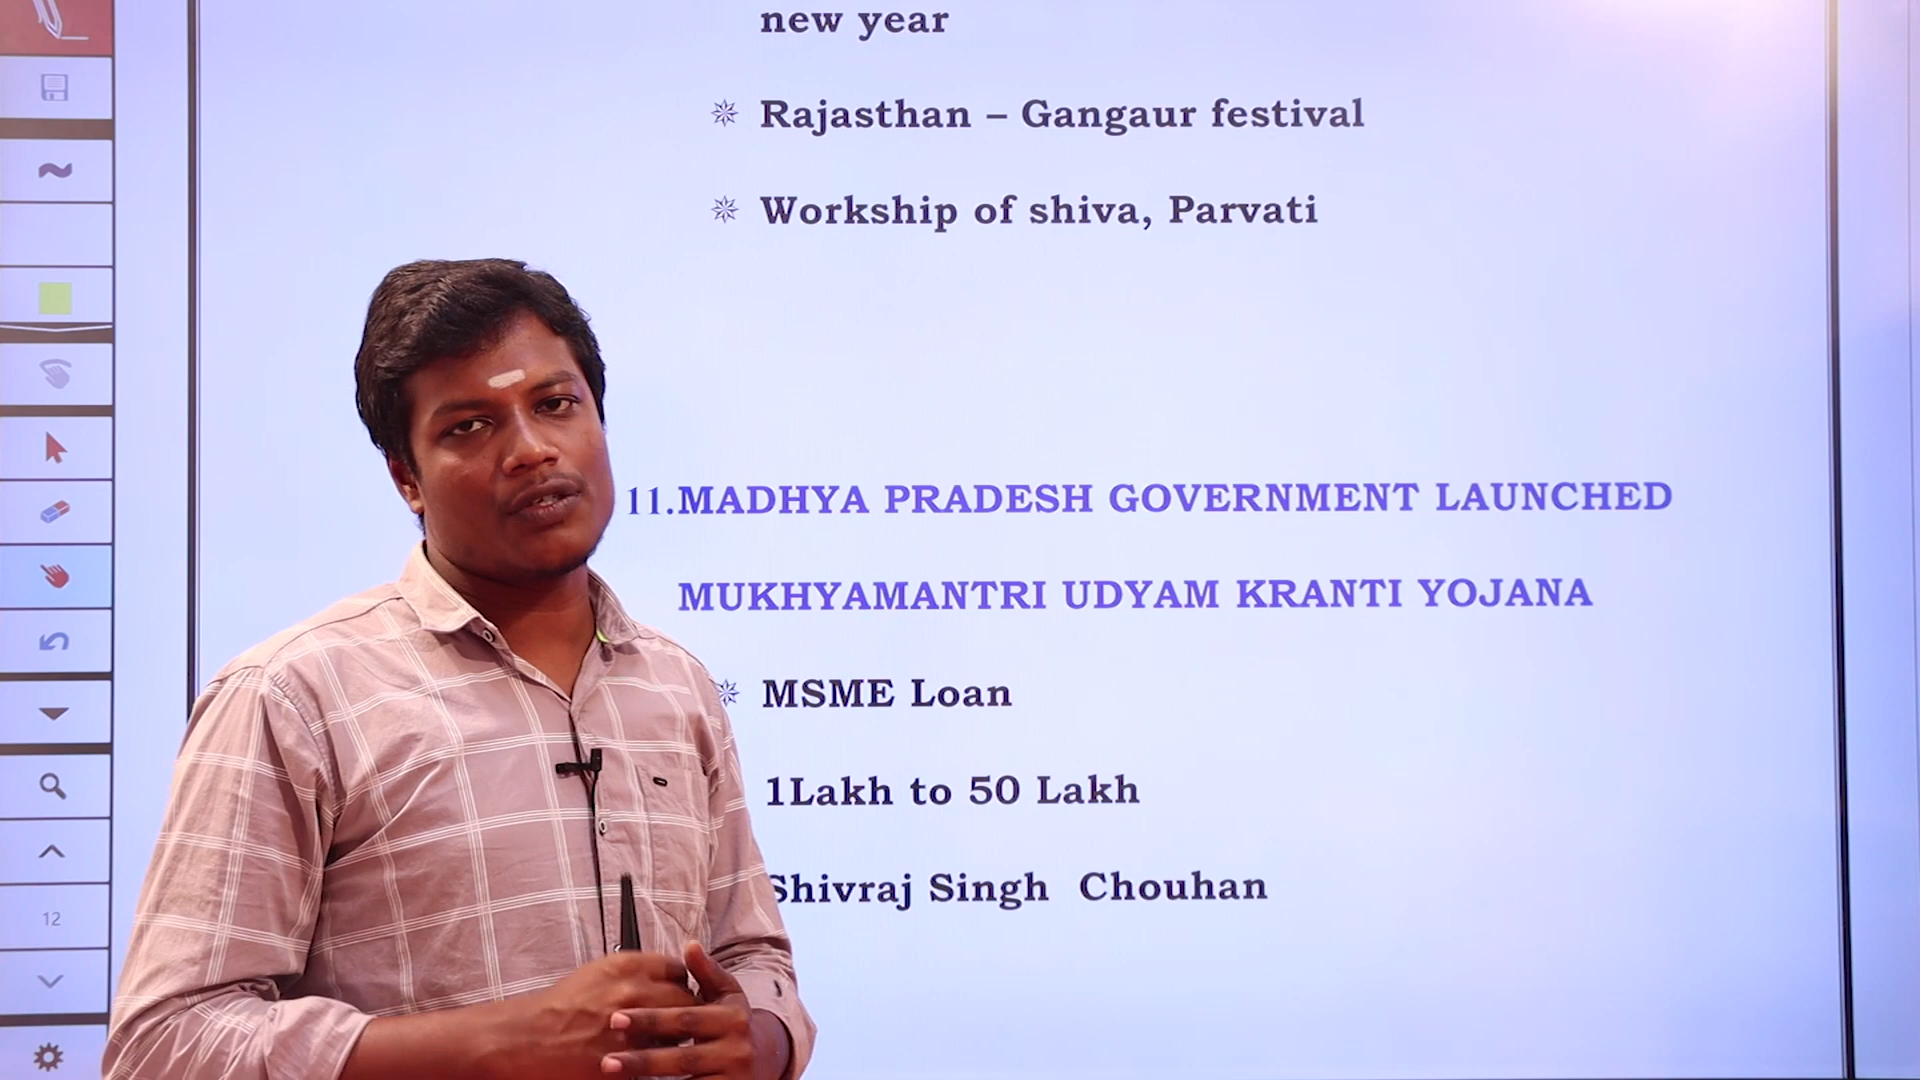 new year
Rajasthan – Gangaur festival
Workship of shiva, Parvati
11.MADHYA PRADESH GOVERNMENT LAUNCHED
MUKHYAMANTRI UDYAM KRANTI YOJANA
MSME Loan
1Lakh to 50 Lakh
Shivraj Singh Chouhan
12